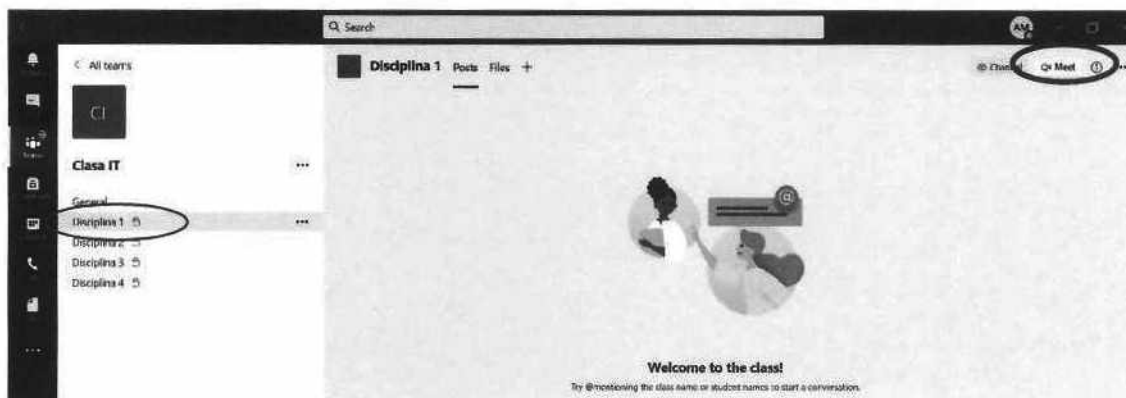 Search
AM
All teams
CI
Clasa IT
General
Disciplina 1
Disciplina 2
Disciplina 3
Disciplina 4
Disciplina 1 Posts Files +
Meet
Welcome to the class!
Try @mentioning the class name or student names to start a conversation.